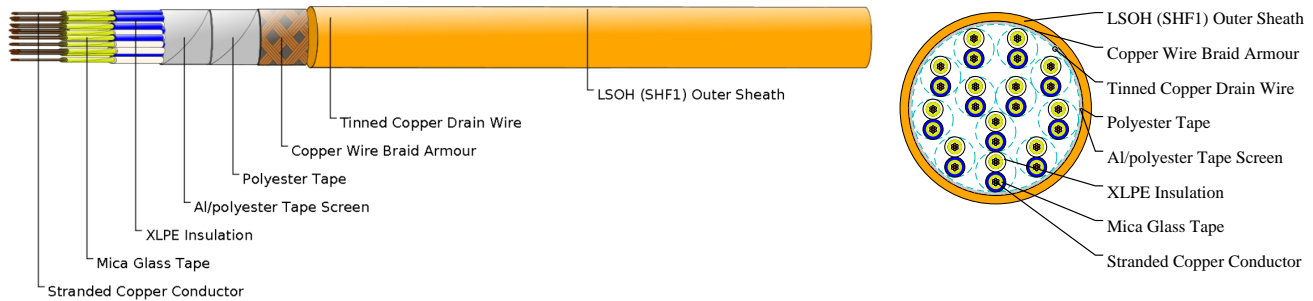 LSOH (SHF1) Outer Sheath
Tinned Copper Drain Wire
Copper Wire Braid Armour
Polyester Tape
Al/polyester Tape Screen
XLPE Insulation
Mica Glass Tape
Stranded Copper Conductor
LSOH (SHF1) Outer Sheath
Copper Wire Braid Armour
Tinned Copper Drain Wire
Polyester Tape
Al/polyester Tape Screen
XLPE Insulation
Mica Glass Tape
Stranded Copper Conductor